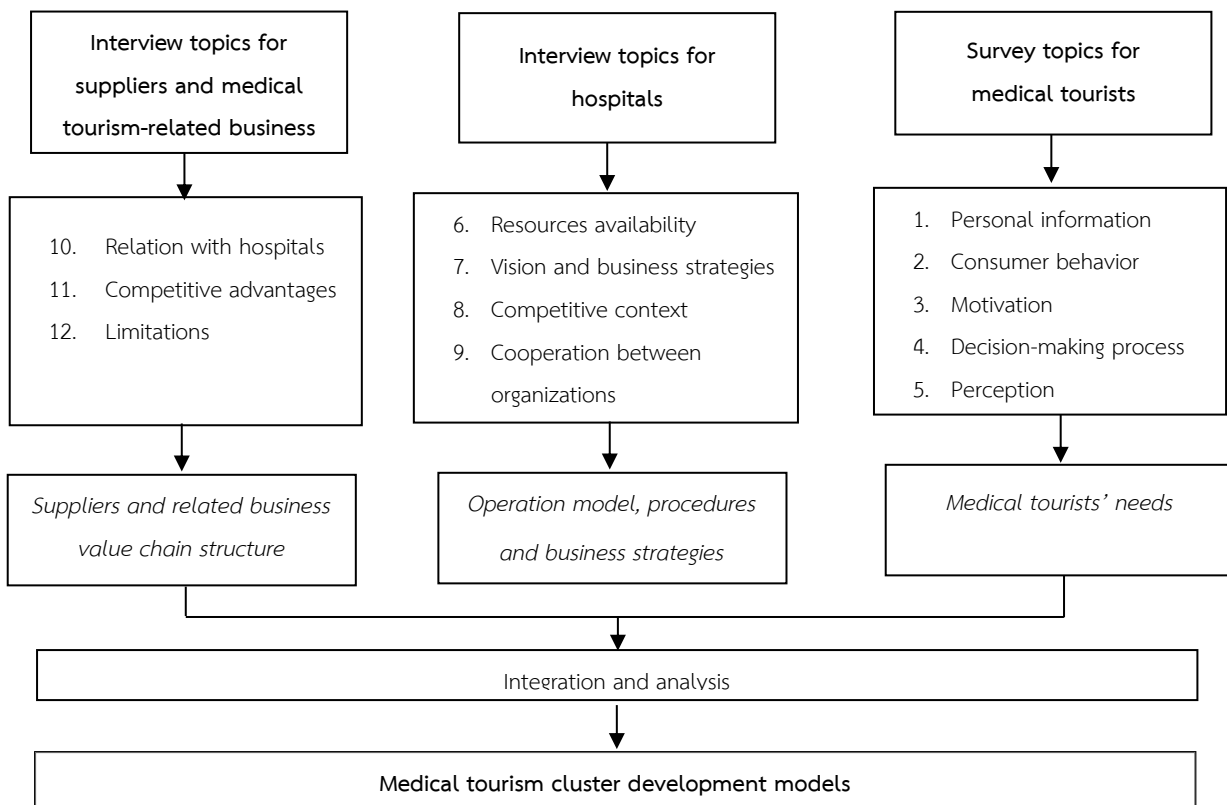 Interview topics for
suppliers and medical
tourism-related business
Interview topics for
hospitals
Survey topics for
medical tourists
10. Relation with hospitals
11. Competitive advantages
12. Limitations
6. Resources availability
7. Vision and business strategies
8. Competitive context
9. Cooperation between
organizations
1. Personal information
2. Consumer behavior
3. Motivation
4. Decision-making process
5. Perception
Suppliers and related business
value chain structure
Operation model, procedures
and business strategies
Medical tourists’ needs
Integration and analysis
Medical tourism cluster development models